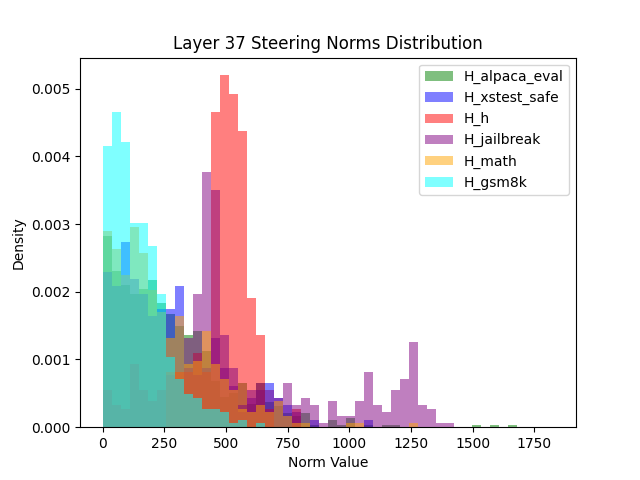 Layer 37 Steering Norms Distribution
Density
0.005
0.004
0.003
0.002
0.001
0.000
H_alpaca_eval
H_xstest_safe
H_h
H_jailbreak
H_math
H_gsm8k
0 250 500 750 1000 1250 1500 1750
Norm Value